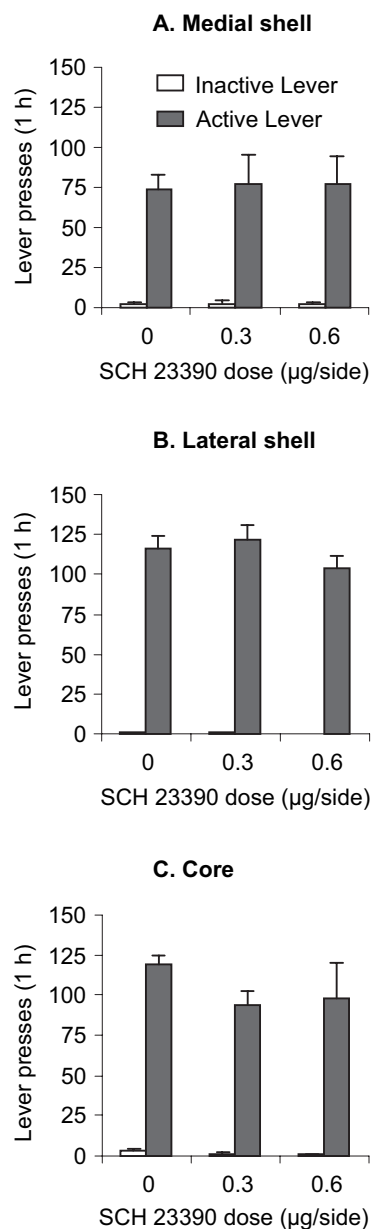 A. Medial shell
150
125
100
75
50
25
0
Lever presses (1 h)
Inactive Lever
Active Lever
0 0.3 0.6
SCH 23390 dose (µg/side)
B. Lateral shell
150
125
100
75
50
25
0
Lever presses (1 h)
0 0.3 0.6
SCH 23390 dose (µg/side)
C. Core
150
125
100
75
50
25
0
Lever presses (1 h)
0 0.3 0.6
SCH 23390 dose (µg/side)